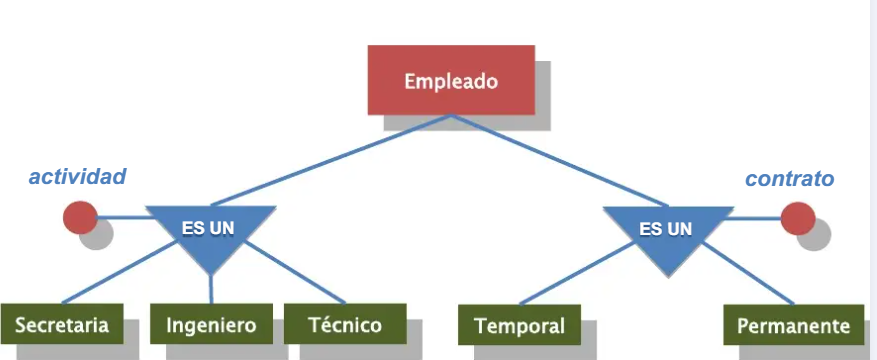 Empleado
actividad
contrato
ES UN
ES UN
Secretaria
Ingeniero
Técnico
Temporal
Permanente